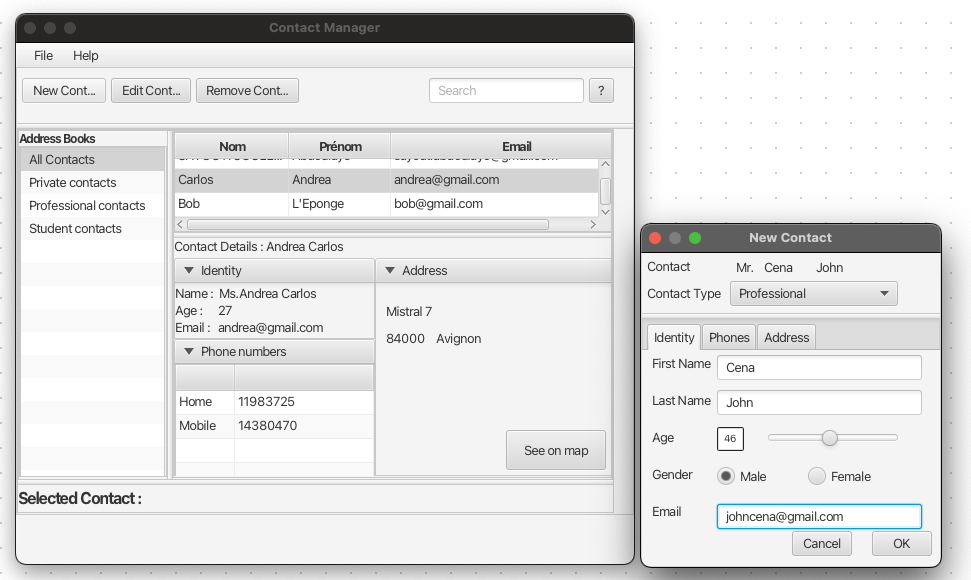 Contact Manager
File Help
New Cont... Edit Cont... Remove Cont... Search ?
Address Books
All Contacts
Private contacts
Professional contacts
Student contacts
Nom Prénom Email
Carlos Andrea andrea@gmail.com
Bob L'Eponge bob@gmail.com
Contact Details : Andrea Carlos
Identity
Name : Ms.Andrea Carlos
Age : 27
Email : andrea@gmail.com
Phone numbers
Home 11983725
Mobile 14380470
Address
Mistral 7
84000 Avignon
See on map
Selected Contact :
New Contact
Contact Mr. Cena John
Contact Type Professional
Identity Phones Address
First Name Cena
Last Name John
Age 46
Gender Male Female
Email johncena@gmail.com
Cancel OK